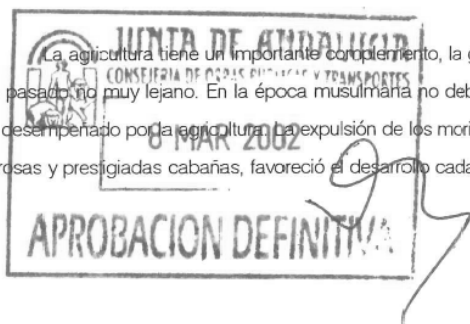 JUNTA DE ANDALUCIA
La agricultura tiene un importante complemento, la
CONSEJERIA DE OBRAS PUBLICAS Y TRANSPORTES
pasado no muy lejano. En la época musulmana no deb
8 MAR 2002
desempeñado por la agricultura. La expulsión de los mori
rosas y prestigiadas cabañas, favoreció el desarrollo cada
APROBACION DEFINITIVA